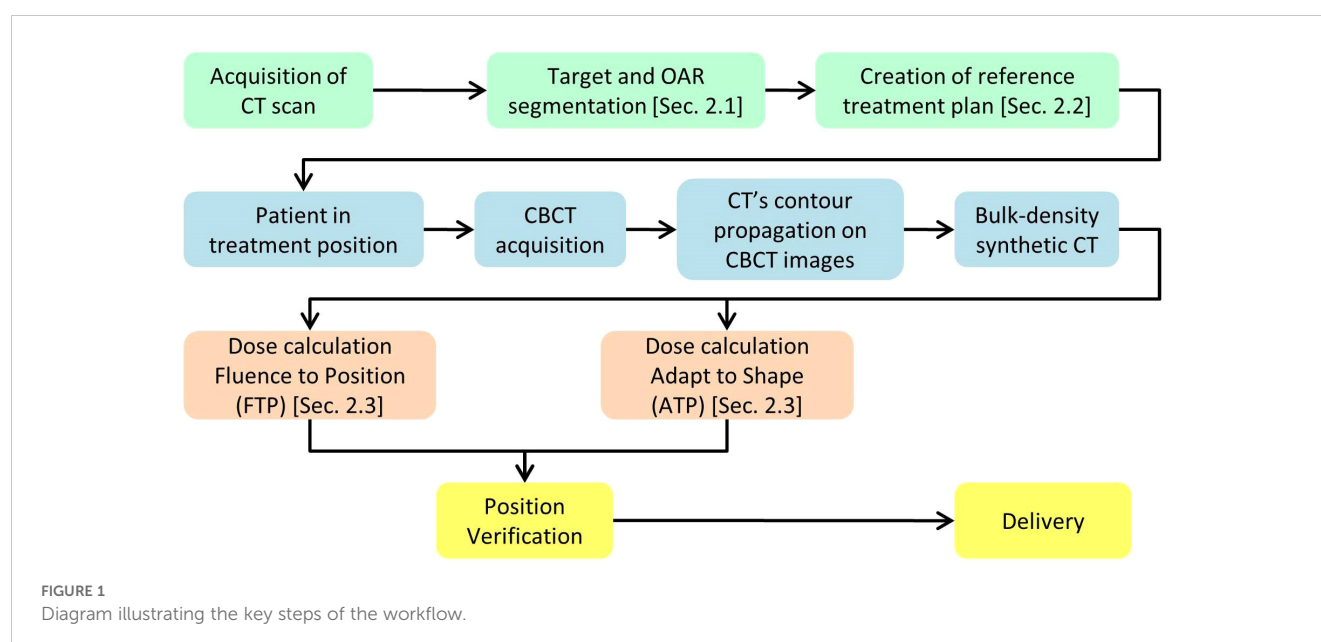 Acquisition of
CT scan
Target and OAR
segmentation [Sec. 2.1]
Creation of reference
treatment plan [Sec. 2.2]
Patient in
treatment position
CBCT
acquisition
CT's contour
propagation on
CBCT images
Bulk-density
synthetic CT
Dose calculation
Fluence to Position
(FTP) [Sec. 2.3]
Dose calculation
Adapt to Shape
(ATP) [Sec. 2.3]
Position
Verification
Delivery
FIGURE 1
Diagram illustrating the key steps of the workflow.